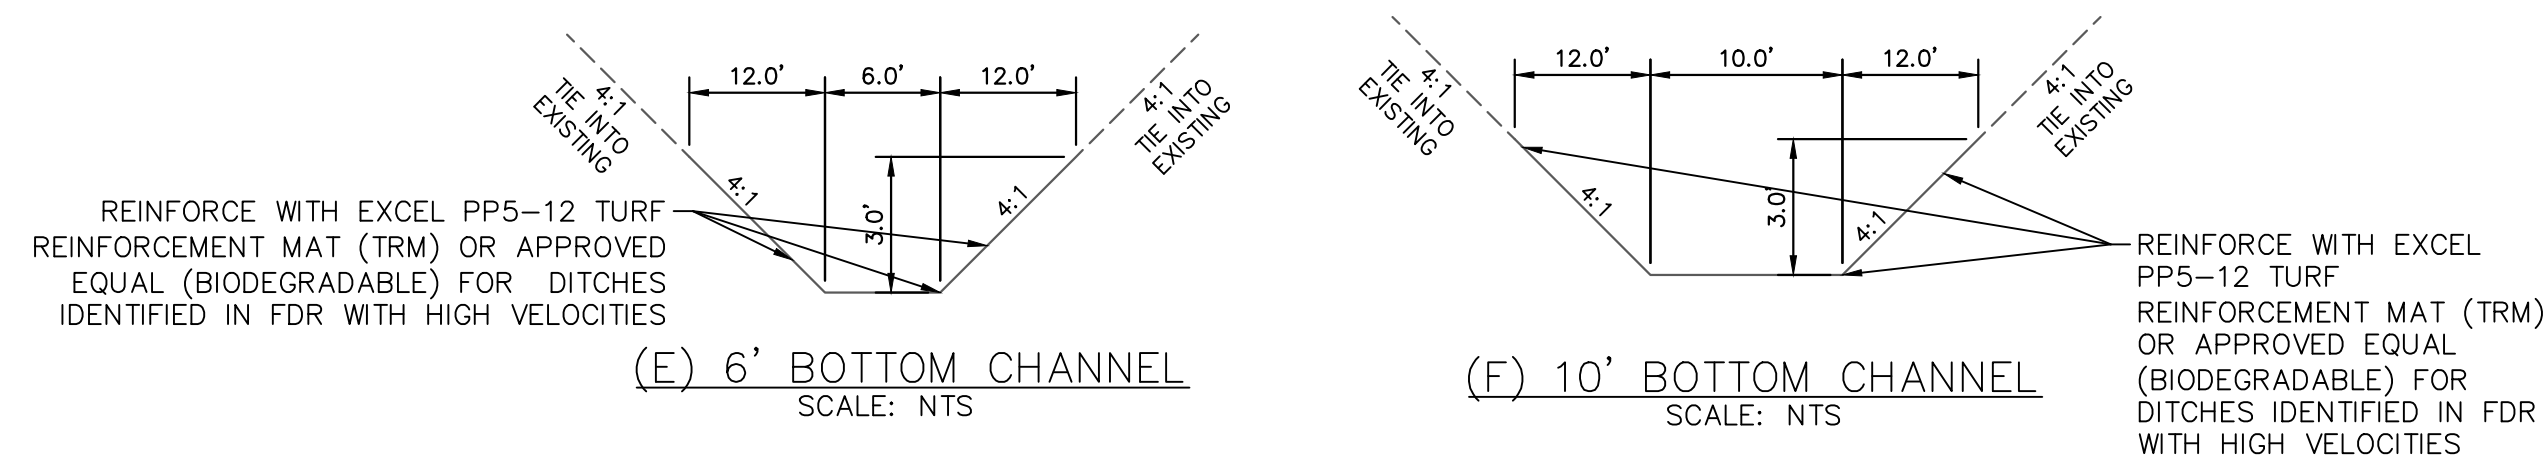 12.0'
6.0'
12.0'
4:1
TIE INTO
EXISTING
4:1
TIE INTO
EXISTING
4:1
3.0'
4:1
REINFORCE WITH EXCEL PP5-12 TURF
REINFORCEMENT MAT (TRM) OR APPROVED
EQUAL (BIODEGRADABLE) FOR DITCHES
IDENTIFIED IN FDR WITH HIGH VELOCITIES
(E) 6' BOTTOM CHANNEL
SCALE: NTS
12.0'
10.0'
12.0'
4:1
TIE INTO
EXISTING
4:1
TIE INTO
EXISTING
4:1
3.0'
4:1
REINFORCE WITH EXCEL
PP5-12 TURF
REINFORCEMENT MAT (TRM)
OR APPROVED EQUAL
(BIODEGRADABLE) FOR
DITCHES IDENTIFIED IN FDR
WITH HIGH VELOCITIES
(F) 10' BOTTOM CHANNEL
SCALE: NTS